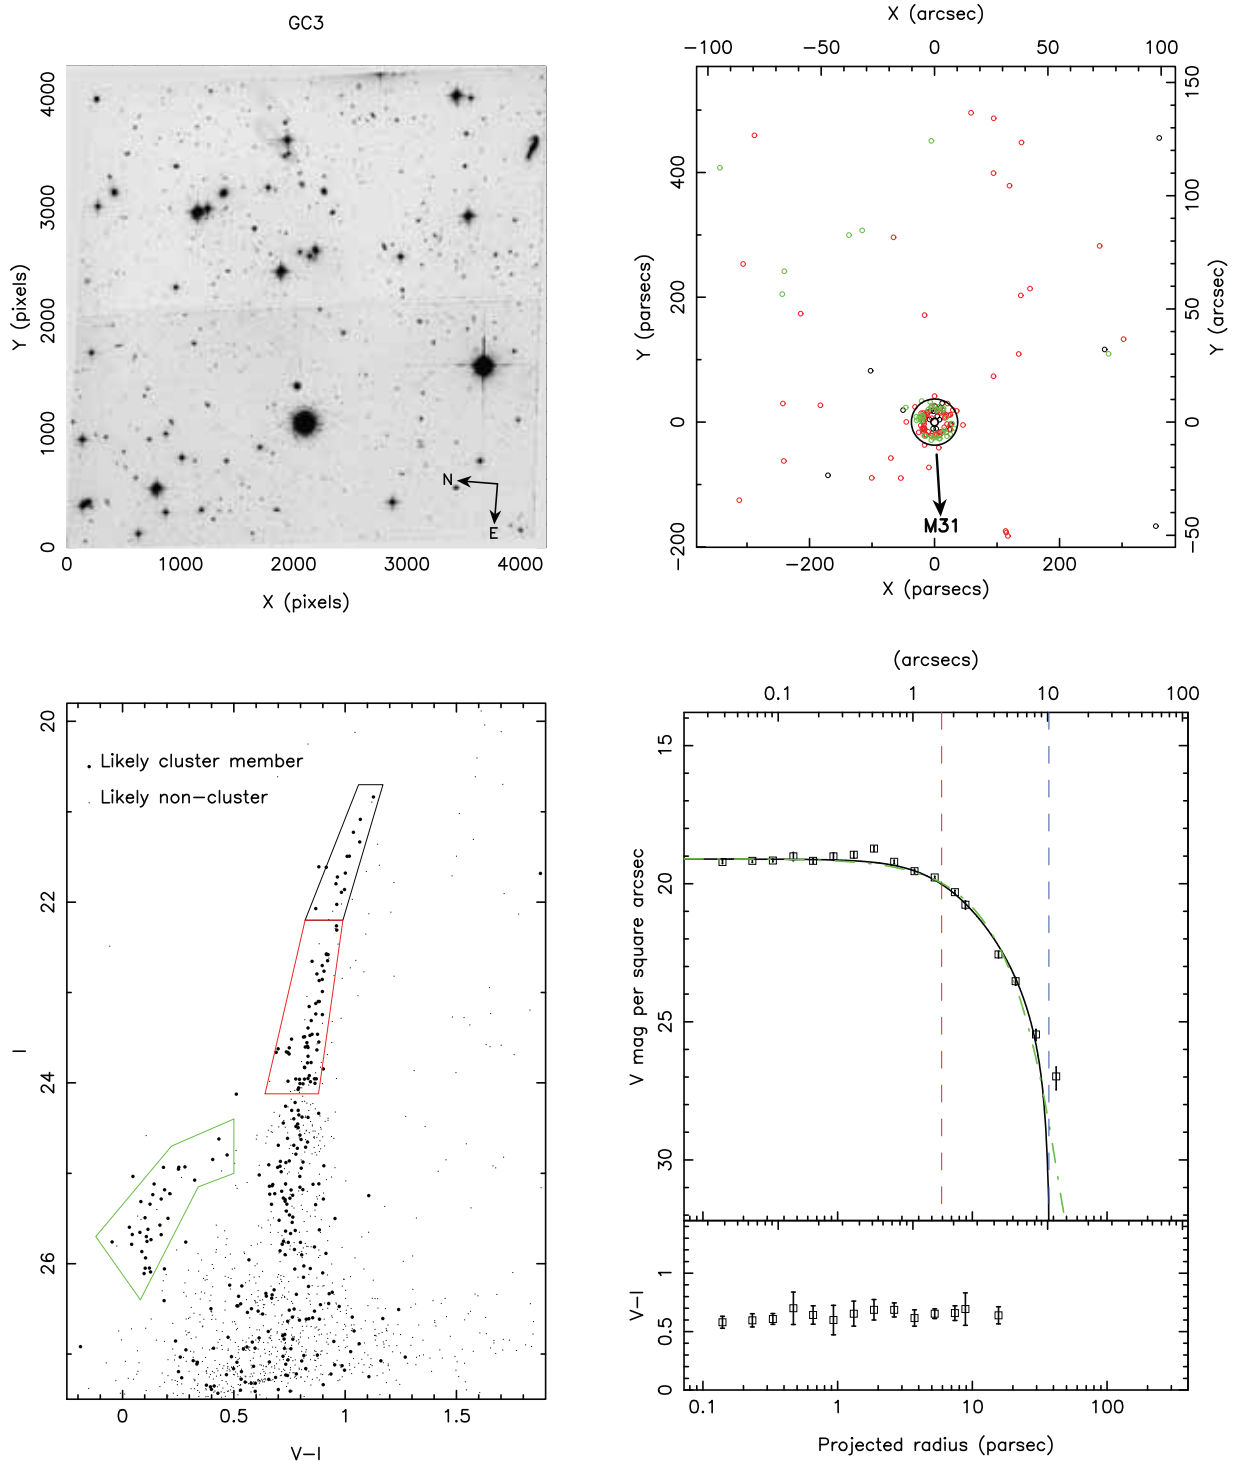 GC3
4000
3000
2000
1000
0
Y (pixels)
N
E
0 1000 2000 3000 4000
X (pixels)
X (arcsec)
−100 −50 0 50 100
400
200
0
−200
Y (parsecs)
150
100
50
0
−50
Y (arcsec)
M31
−200 0 200
X (parsecs)
20
22
24
26
I
Likely cluster member
Likely non−cluster
0 0.5 1 1.5
V−I
(arcsecs)
0.1 1 10 100
15
20
25
30
V mag per square arcsec
1
0.5
0
V−I
0.1 1 10 100
Projected radius (parsec)